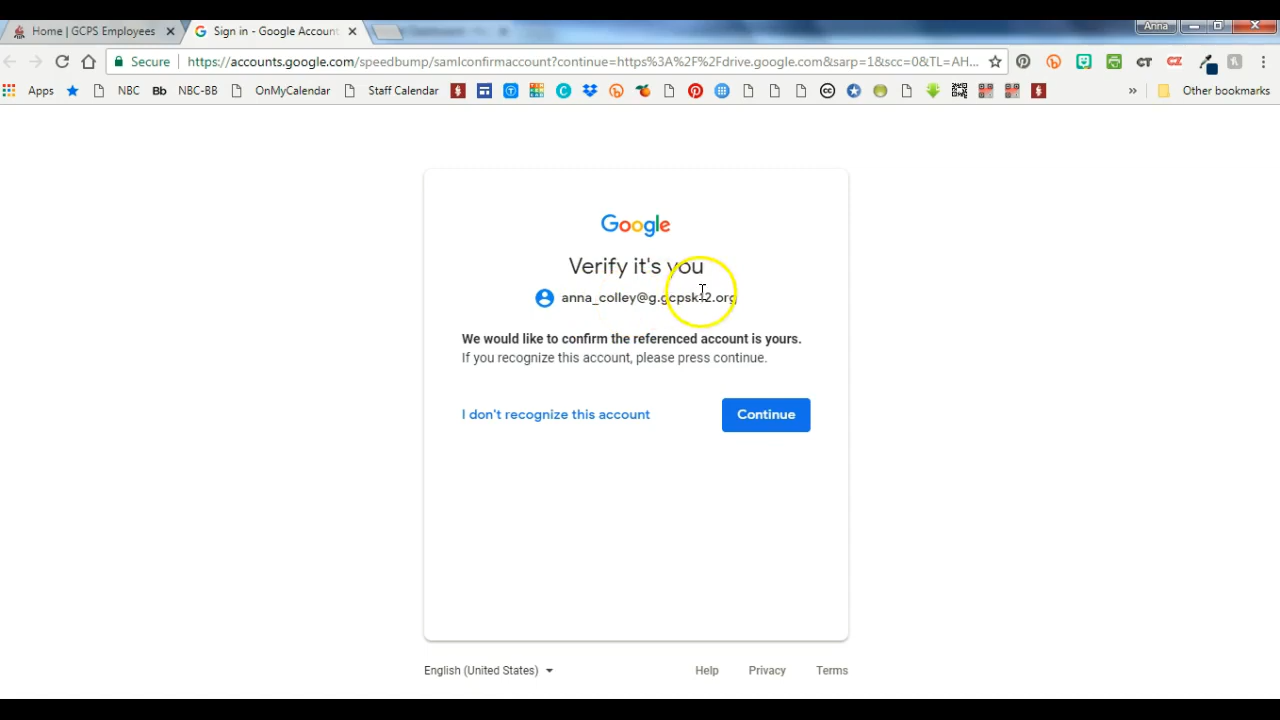 Home | GCPS Employees
Sign in - Google Account
Anna
Secure https://accounts.google.com/speedbump/samlconfirmaccount?continue=https%3A%2F%2Fdrive.google.com&sarp=1&scc=0&TL=AH...
CT CZ
Apps NBC Bb NBC-BB OnMyCalendar Staff Calendar cc » Other bookmarks
Google
Verify it's you
anna_colley@g.gcpsk12.org
We would like to confirm the referenced account is yours.
If you recognize this account, please press continue.
I don't recognize this account
Continue
English (United States)
Help Privacy Terms